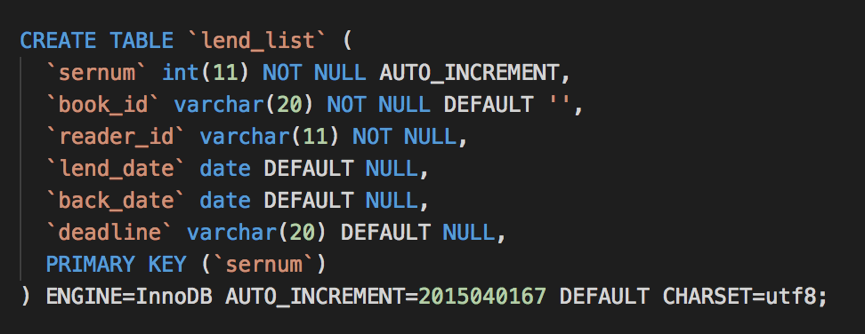 CREATE TABLE `lend_list` (
  `sernum` int(11) NOT NULL AUTO_INCREMENT,
  `book_id` varchar(20) NOT NULL DEFAULT '',
  `reader_id` varchar(11) NOT NULL,
  `lend_date` date DEFAULT NULL,
  `back_date` date DEFAULT NULL,
  `deadline` varchar(20) DEFAULT NULL,
  PRIMARY KEY (`sernum`)
) ENGINE=InnoDB AUTO_INCREMENT=2015040167 DEFAULT CHARSET=utf8;